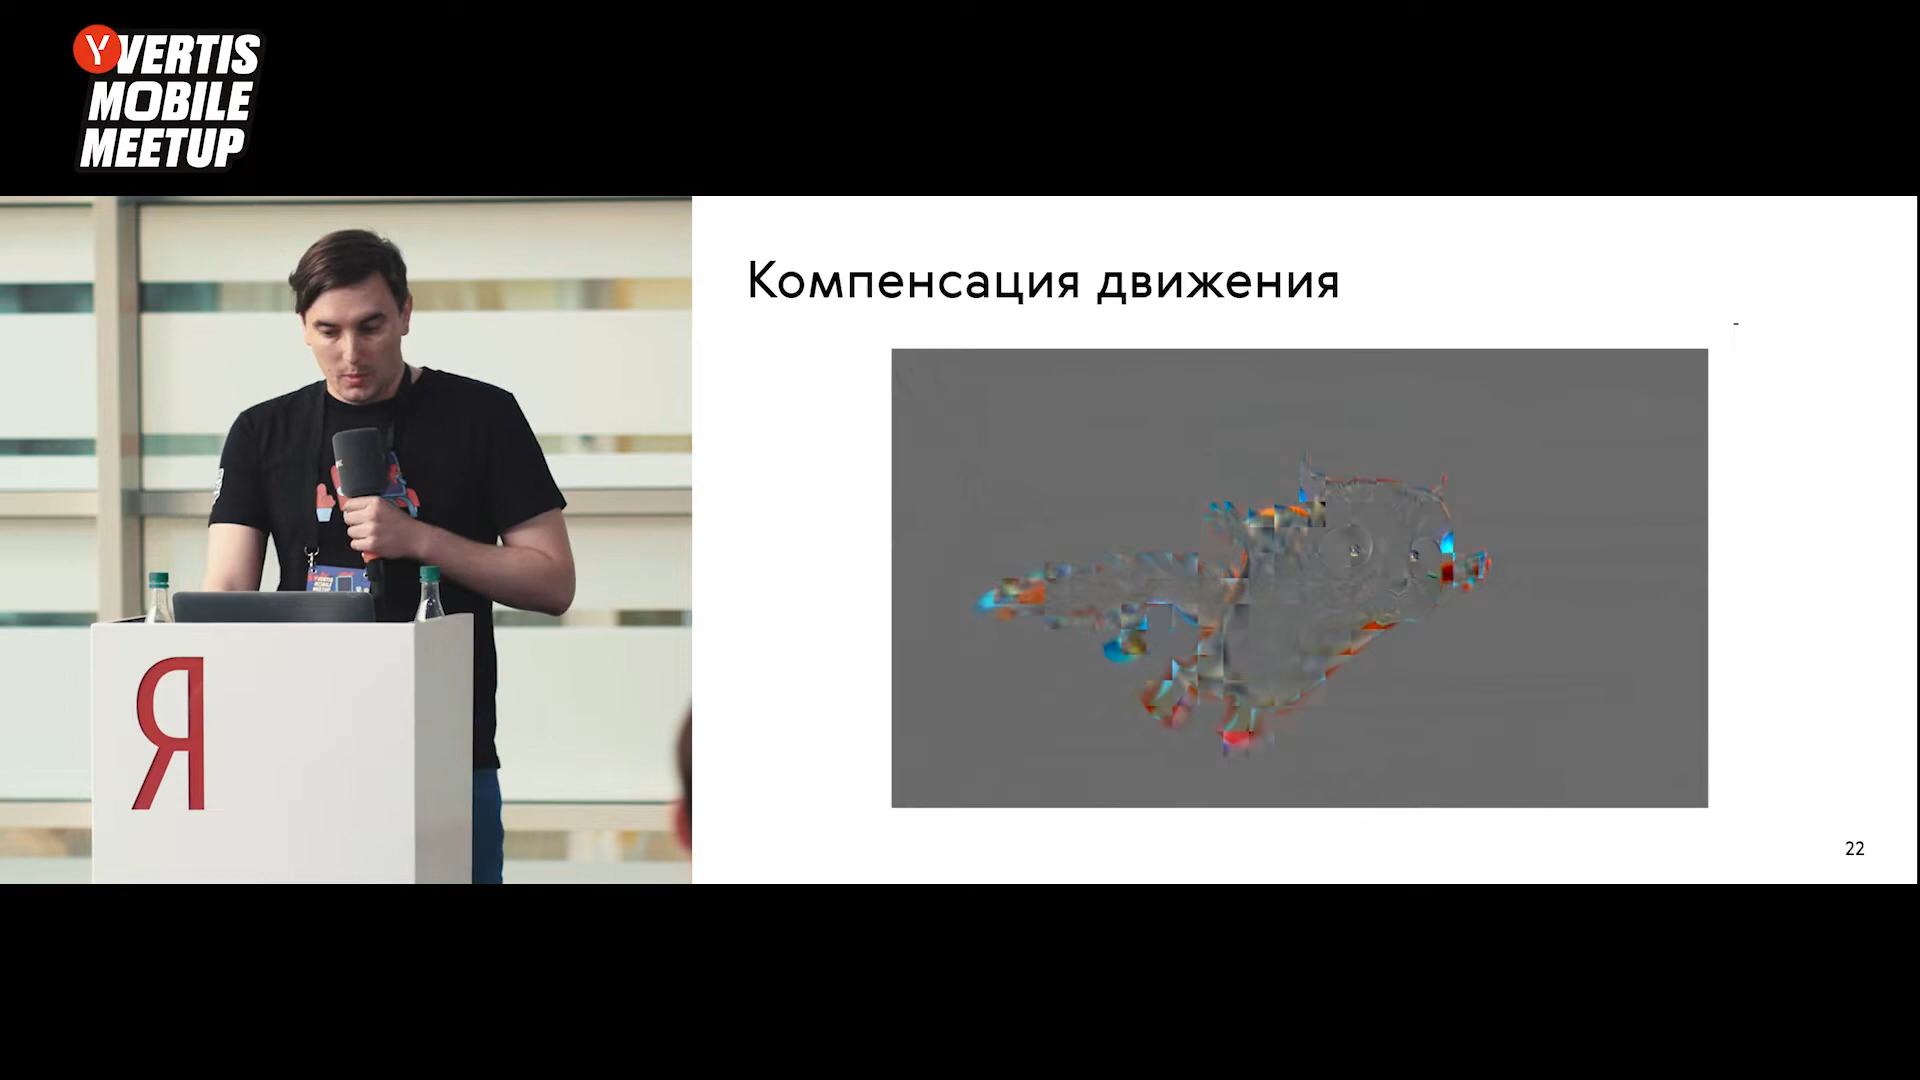 Y VERTIS
MOBILE
MEETUP
Компенсация движения
-
Я
22